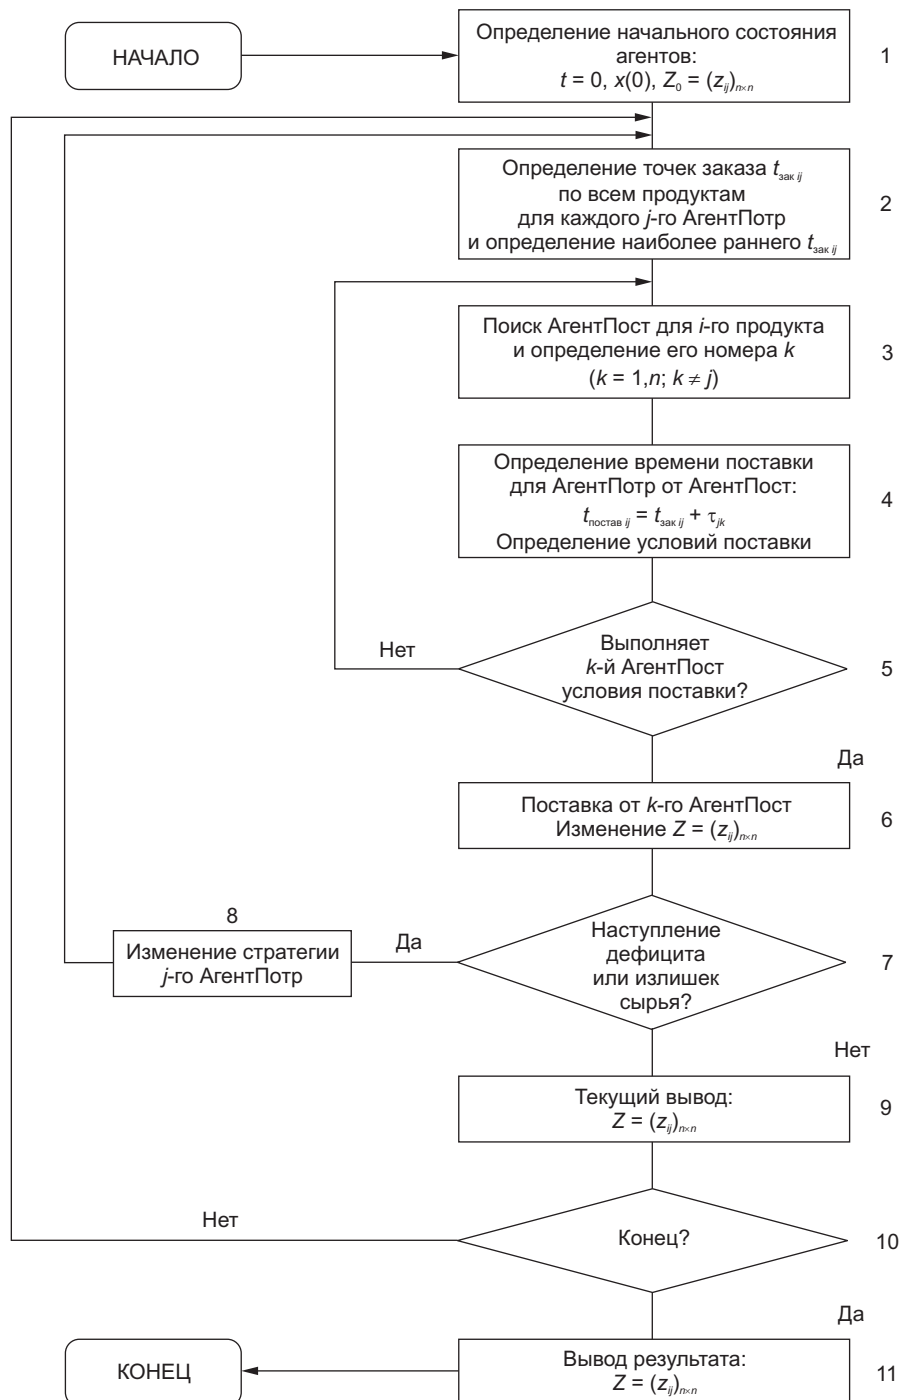 НАЧАЛО
Определение начального состояния
агентов:
t = 0, x(0), Z₀ = (zᵢⱼ)ₙₓₙ
1
Определение точек заказа t зак ij
по всем продуктам
для каждого j-го АгентПотр
и определение наиболее раннего t зак ij
2
Поиск АгентПост для i-го продукта
и определение его номера k
(k = 1,n; k ≠ j)
3
Определение времени поставки
для АгентПотр от АгентПост:
t постав ij = t зак ij + τjk
Определение условий поставки
4
Нет
Выполняет
k-й АгентПост
условия поставки?
5
Да
Поставка от k-го АгентПост
Изменение Z = (zᵢⱼ)ₙₓₙ
6
8
Изменение стратегии
j-го АгентПотр
Да
Наступление
дефицита
или излишек
сырья?
7
Нет
Текущий вывод:
Z = (zᵢⱼ)ₙₓₙ
9
Нет
Конец?
10
Да
КОНЕЦ
Вывод результата:
Z = (zᵢⱼ)ₙₓₙ
11